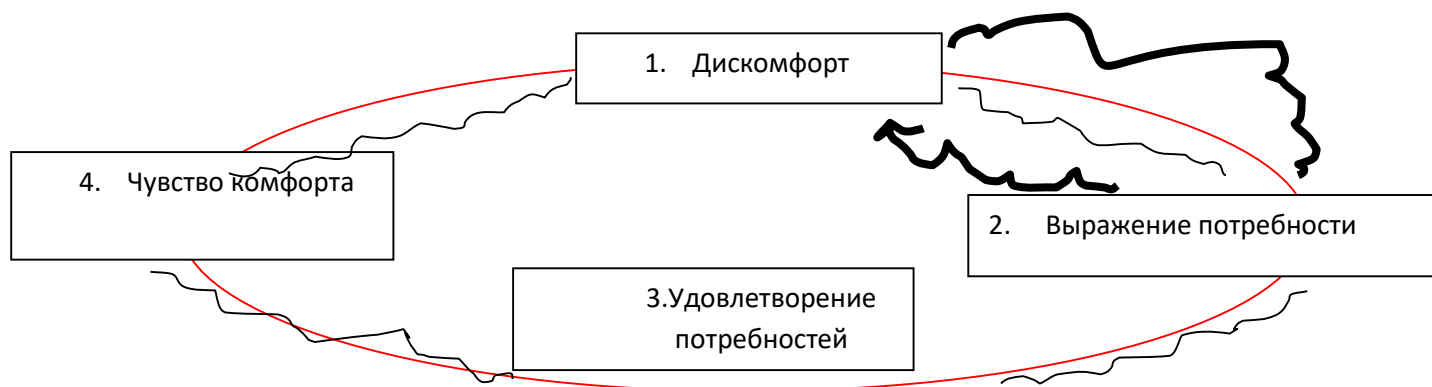 1. Дискомфорт
4. Чувство комфорта
2. Выражение потребности
3.Удовлетворение
потребностей